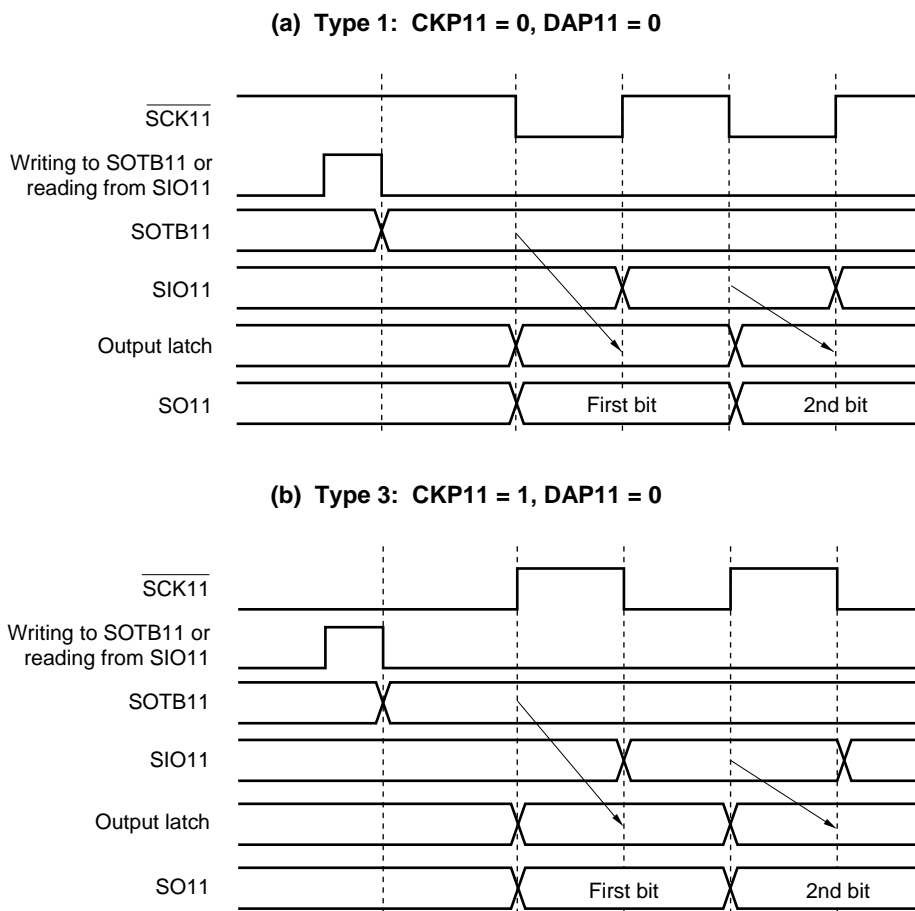 (a) Type 1: CKP11 = 0, DAP11 = 0
SCK11
Writing to SOTB11 or
reading from SIO11
SOTB11
SIO11
Output latch
SO11
First bit
2nd bit
(b) Type 3: CKP11 = 1, DAP11 = 0
SCK11
Writing to SOTB11 or
reading from SIO11
SOTB11
SIO11
Output latch
SO11
First bit
2nd bit